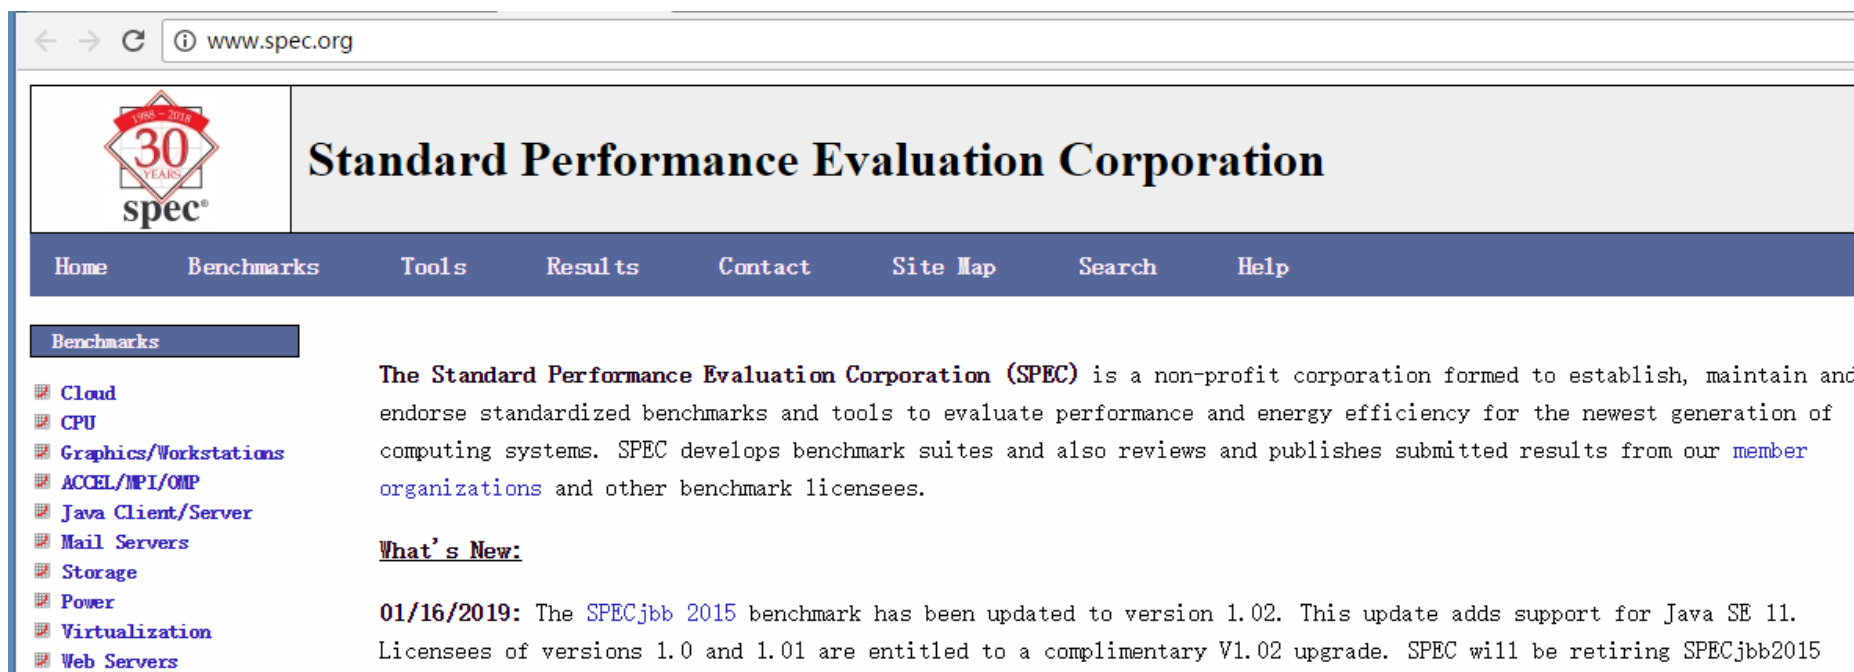 www.spec.org
1988 - 2018
30
YEARS
spec®
Standard Performance Evaluation Corporation
Home Benchmarks Tools Results Contact Site Map Search Help
Benchmarks
Cloud
CPU
Graphics/Workstations
ACCEL/MPI/OMP
Java Client/Server
Mail Servers
Storage
Power
Virtualization
Web Servers
The Standard Performance Evaluation Corporation (SPEC) is a non-profit corporation formed to establish, maintain and
endorse standardized benchmarks and tools to evaluate performance and energy efficiency for the newest generation of
computing systems. SPEC develops benchmark suites and also reviews and publishes submitted results from our member
organizations and other benchmark licensees.
What's New:
01/16/2019: The SPECjbb 2015 benchmark has been updated to version 1.02. This update adds support for Java SE 11.
Licensees of versions 1.0 and 1.01 are entitled to a complimentary V1.02 upgrade. SPEC will be retiring SPECjbb2015